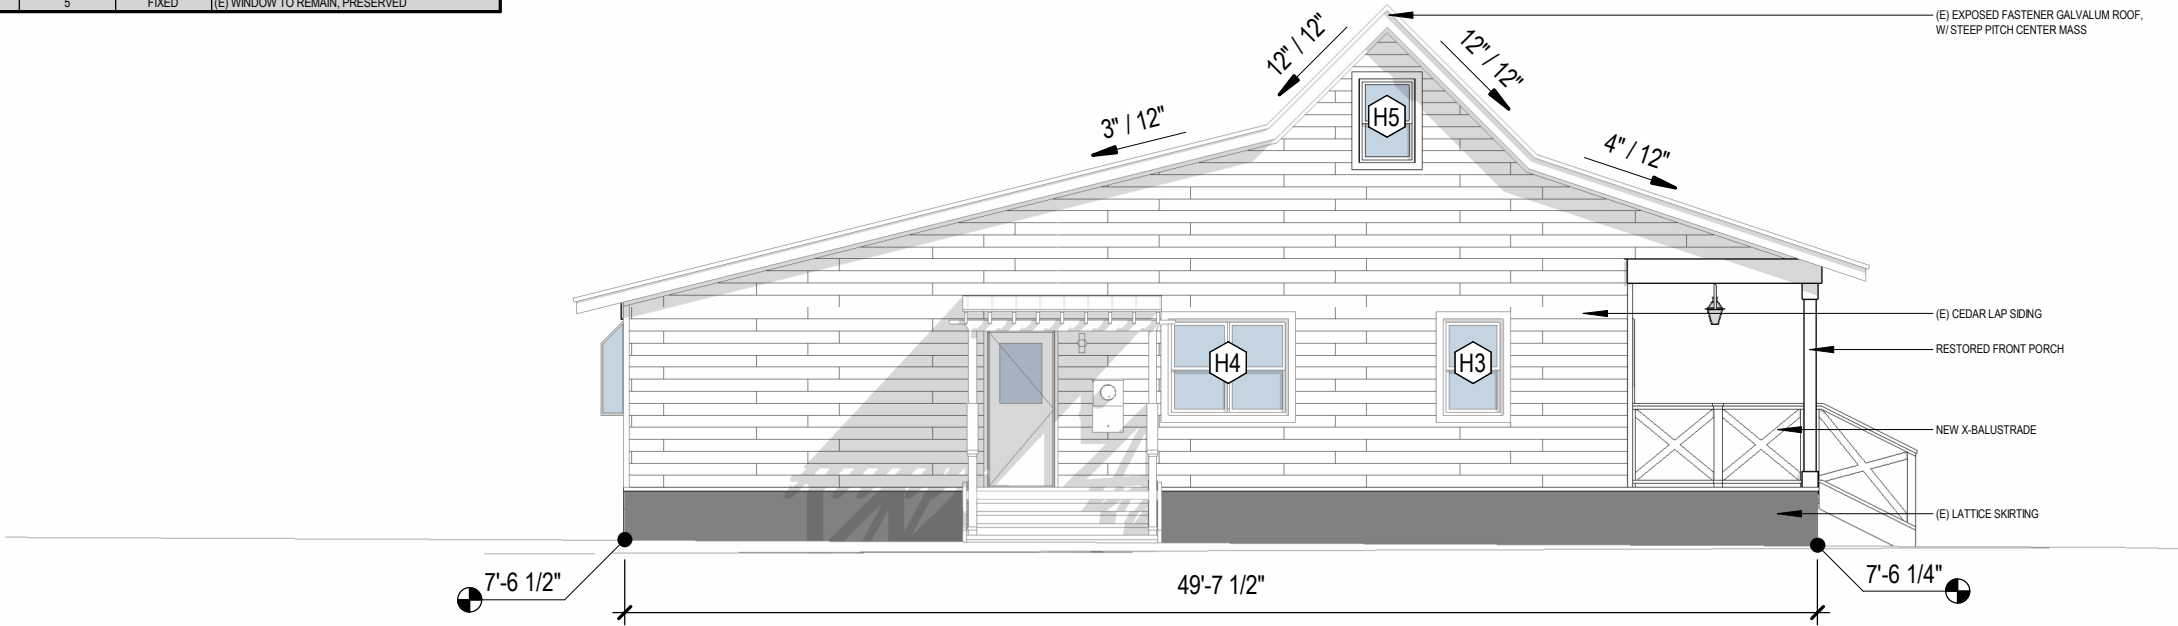 5 FIXED (E) WINDOW TO REMAIN, PRESERVED
(E) EXPOSED FASTENER GALVALUM ROOF,
W/ STEEP PITCH CENTER MASS
12" / 12"
12" / 12"
3" / 12"
H5
4" / 12"
(E) CEDAR LAP SIDING
RESTORED FRONT PORCH
H4
H3
NEW X-BALUSTRADE
(E) LATTICE SKIRTING
7'-6 1/2"
49'-7 1/2"
7'-6 1/4"